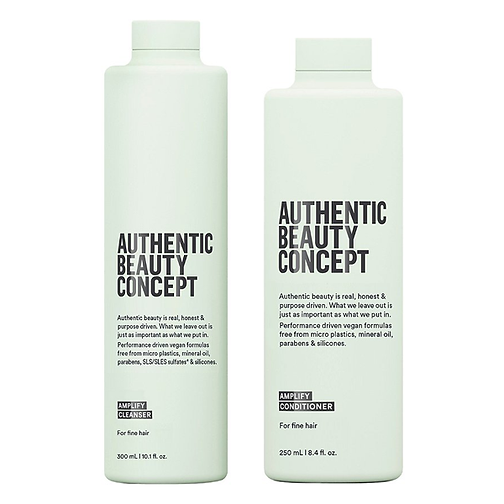 AUTHENTIC
BEAUTY
CONCEPT
Authentic beauty is real, honest &
purpose driven. What we leave out is
just as important as what we put in.
Performance driven vegan formulas
free from micro plastics, mineral oil,
parabens, SLS/SLES sulfates* & silicones.
AMPLIFY
CLEANSER
For fine hair
300 mL | 10.1 fl. oz.
AUTHENTIC
BEAUTY
CONCEPT
Authentic beauty is real, honest &
purpose driven. What we leave out is
just as important as what we put in.
Performance driven vegan formulas
free from micro plastics, mineral oil,
parabens & silicones.
AMPLIFY
CONDITIONER
For fine hair
250 mL | 8.4 fl. oz.